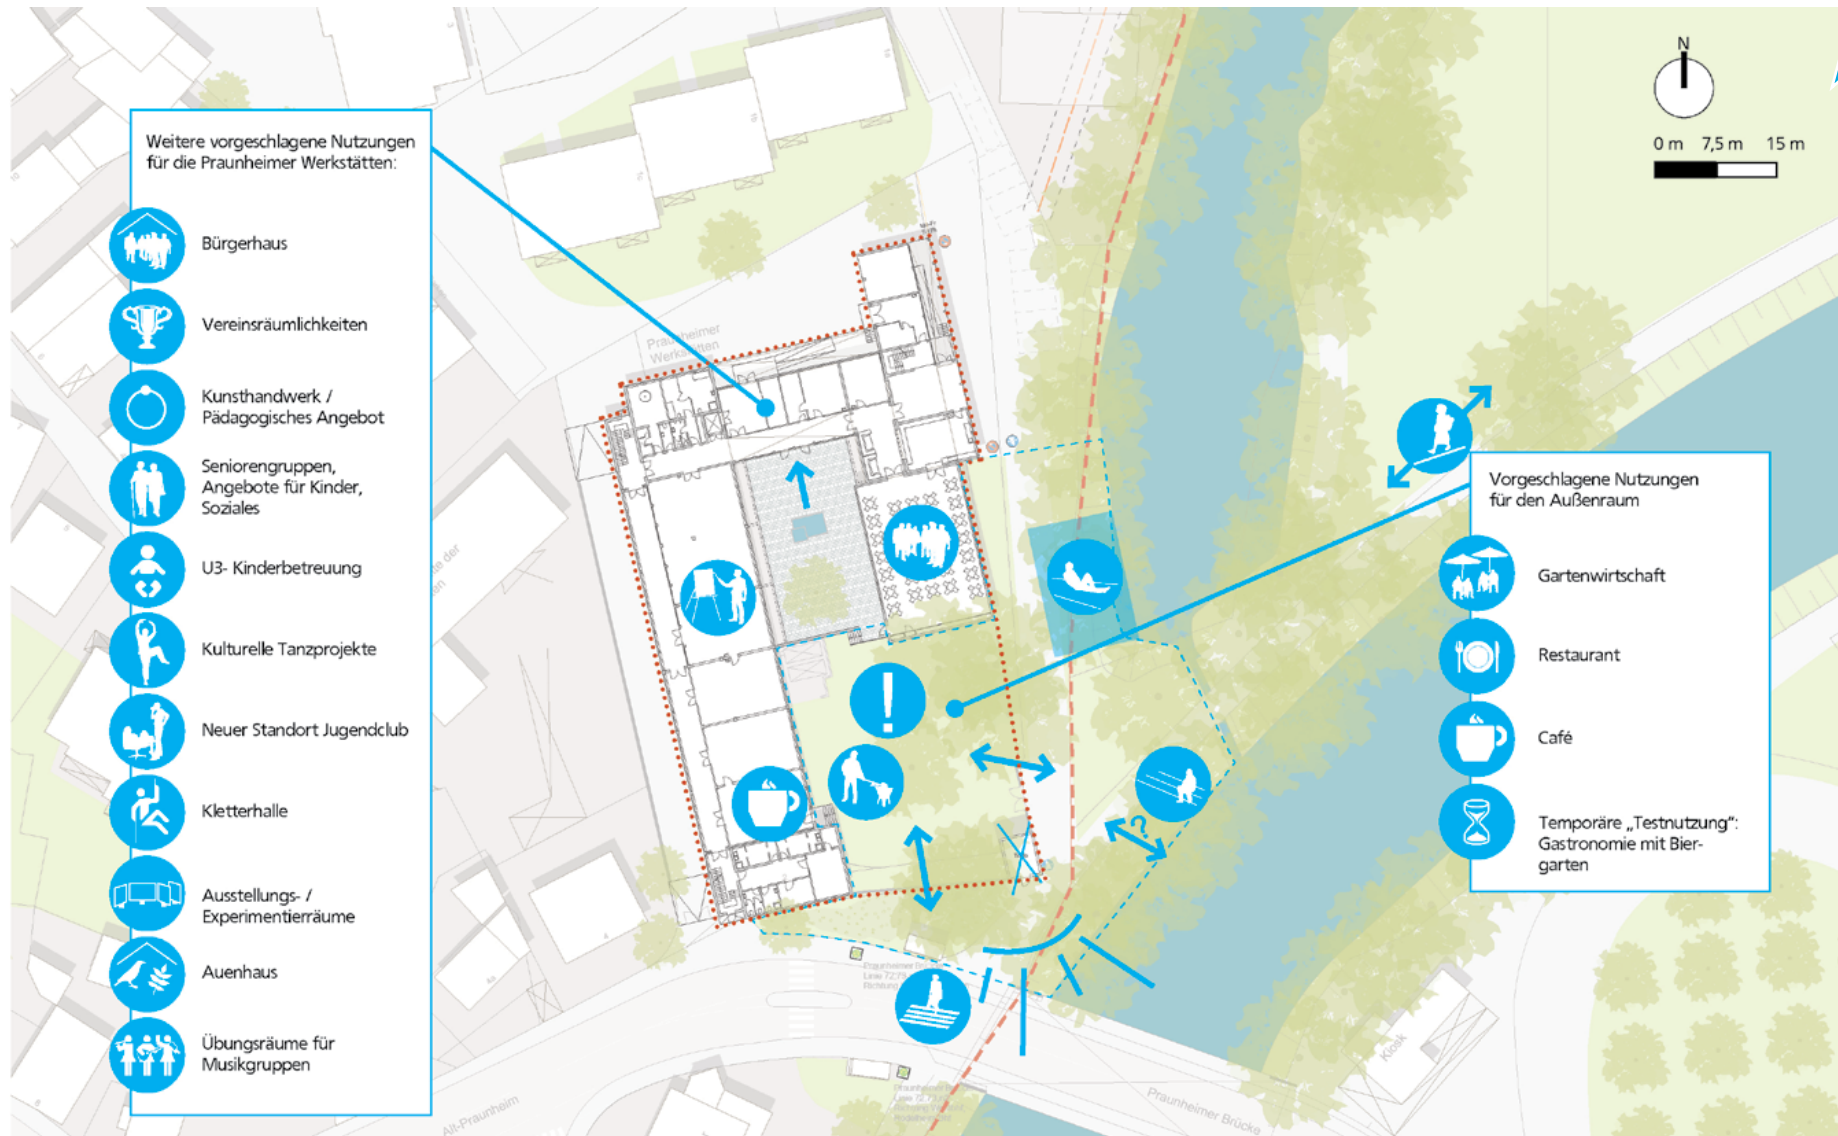 Weitere vorgeschlagene Nutzungen
für die Praunheimer Werkstätten:
Bürgerhaus
Vereinsräumlichkeiten
Kunsthandwerk /
Pädagogisches Angebot
Seniorengruppen,
Angebote für Kinder,
Soziales
U3- Kinderbetreuung
Kulturelle Tanzprojekte
Neuer Standort Jugendclub
Kletterhalle
Ausstellungs- /
Experimentierräume
Auenhaus
Übungsräume für
Musikgruppen
Praunheimer
Werkstätten
N
0 m 7,5 m 15 m
Vorgeschlagene Nutzungen
für den Außenraum
Gartenwirtschaft
Restaurant
Café
Temporäre „Testnutzung“:
Gastronomie mit Bier-
garten
!
?
Alt-Praunheim
Praunheimer Brücke
Kiosk